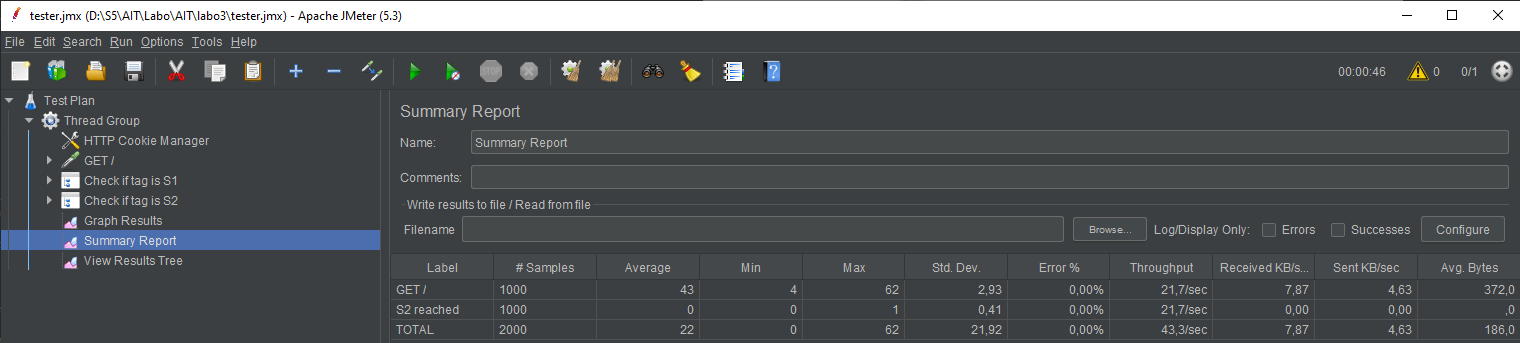 tester.jmx (D:\S5\AIT\Labo\AIT\labo3\tester.jmx) - Apache JMeter (5.3)
File Edit Search Run Options Tools Help
STOP
00:00:46 0 0/1
Test Plan
Thread Group
HTTP Cookie Manager
GET /
Check if tag is S1
Check if tag is S2
Graph Results
Summary Report
View Results Tree
Summary Report
Name: Summary Report
Comments:
Write results to file / Read from file
Filename Browse... Log/Display Only: Errors Successes Configure
Label # Samples Average Min Max Std. Dev. Error % Throughput Received KB/s... Sent KB/sec Avg. Bytes
GET / 1000 43 4 62 2,93 0,00% 21,7/sec 7,87 4,63 372,0
S2 reached 1000 0 0 1 0,41 0,00% 21,7/sec 0,00 0,00 ,0
TOTAL 2000 22 0 62 21,92 0,00% 43,3/sec 7,87 4,63 186,0